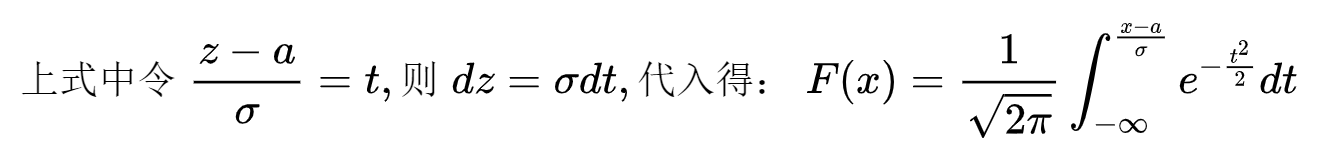 上式中令 $\frac{z-a}{\sigma}=t$, 则 $dz=\sigma dt$, 代入得： $F(x)=\frac{1}{\sqrt{2\pi}}\int_{-\infty}^{\frac{x-a}{\sigma}}e^{-\frac{t^2}{2}}dt$